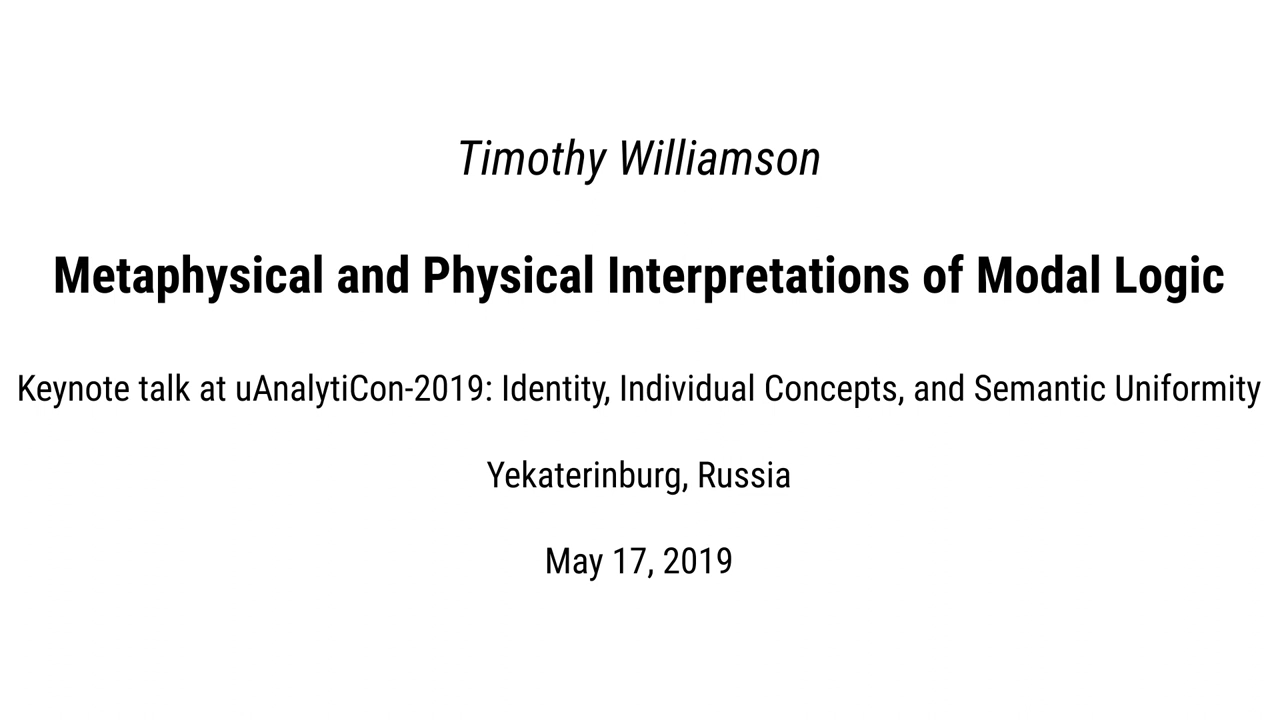 Timothy Williamson
Metaphysical and Physical Interpretations of Modal Logic
Keynote talk at uAnalytiCon-2019: Identity, Individual Concepts, and Semantic Uniformity
Yekaterinburg, Russia
May 17, 2019